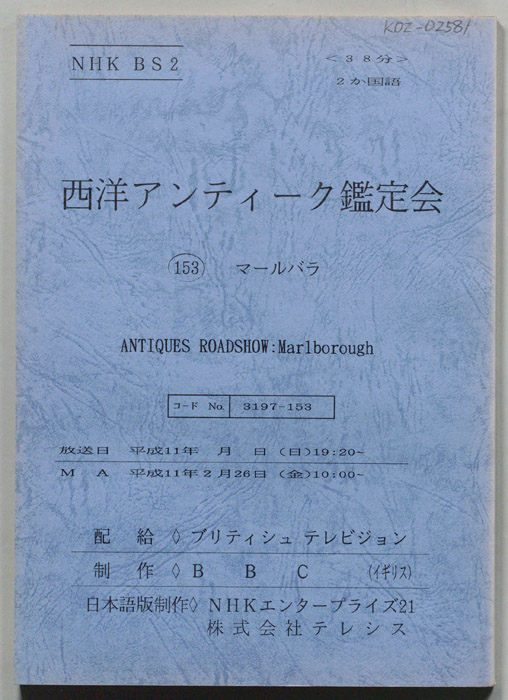 KOZ-02581
NHK BS2
<38分>
2か国語
西洋アンティーク鑑定会
153 マールバラ
ANTIQUES ROADSHOW:Marlborough
コード No. 3197-153
放送日 平成11年 月 日 (日)19:20~
M A 平成11年2月26日 (金)10:00~
配 給 ◇ ブリティシュ テレビジョン
制 作 ◇ B B C (イギリス)
日本語版制作◇ NHKエンタープライズ21
株式会社テレシス